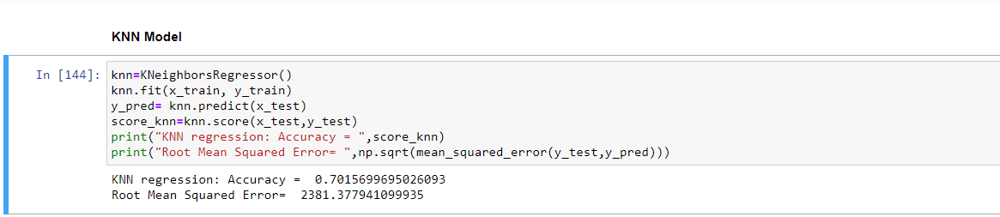 KNN Model
In [144]:
knn=KNeighborsRegressor()
knn.fit(x_train, y_train)
y_pred= knn.predict(x_test)
score_knn=knn.score(x_test,y_test)
print("KNN regression: Accuracy = ",score_knn)
print("Root Mean Squared Error= ",np.sqrt(mean_squared_error(y_test,y_pred)))
KNN regression: Accuracy =  0.7015699695026093
Root Mean Squared Error=  2381.377941099935